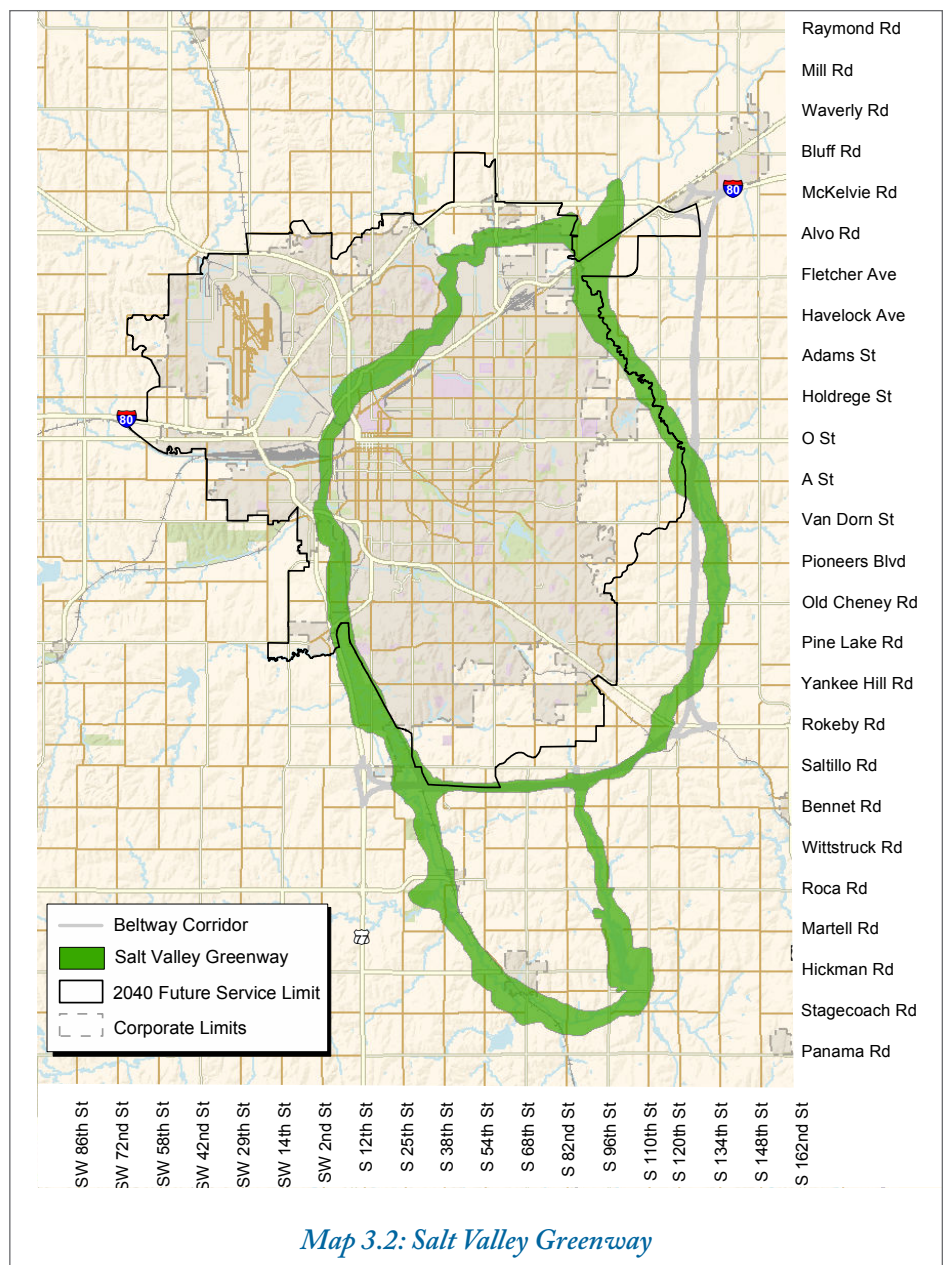 Raymond Rd
Mill Rd
Waverly Rd
Bluff Rd
McKelvie Rd
80
Alvo Rd
Fletcher Ave
Havelock Ave
Adams St
Holdrege St
80
O St
A St
Van Dorn St
Pioneers Blvd
Old Cheney Rd
Pine Lake Rd
Yankee Hill Rd
Rokeby Rd
Saltillo Rd
Bennet Rd
Wittstruck Rd
Roca Rd
Martell Rd
77
Hickman Rd
Stagecoach Rd
Panama Rd
Beltway Corridor
Salt Valley Greenway
2040 Future Service Limit
Corporate Limits
SW 86th St
SW 72nd St
SW 58th St
SW 42nd St
SW 29th St
SW 14th St
SW 2nd St
S 12th St
S 25th St
S 38th St
S 54th St
S 68th St
S 82nd St
S 96th St
S 110th St
S 120th St
S 134th St
S 148th St
S 162nd St
Map 3.2: Salt Valley Greenway